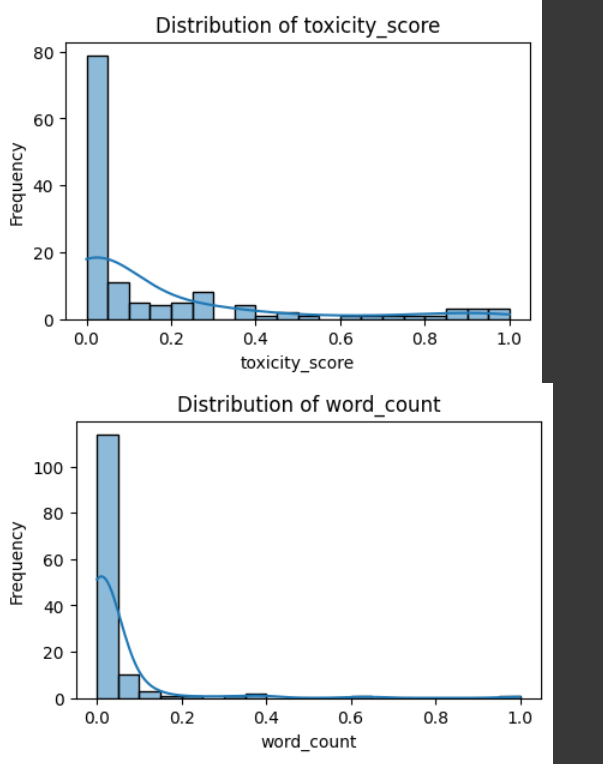 Distribution of toxicity_score
80
60
40
20
0
Frequency
0.0 0.2 0.4 0.6 0.8 1.0
toxicity_score
Distribution of word_count
100
80
60
40
20
0
Frequency
0.0 0.2 0.4 0.6 0.8 1.0
word_count